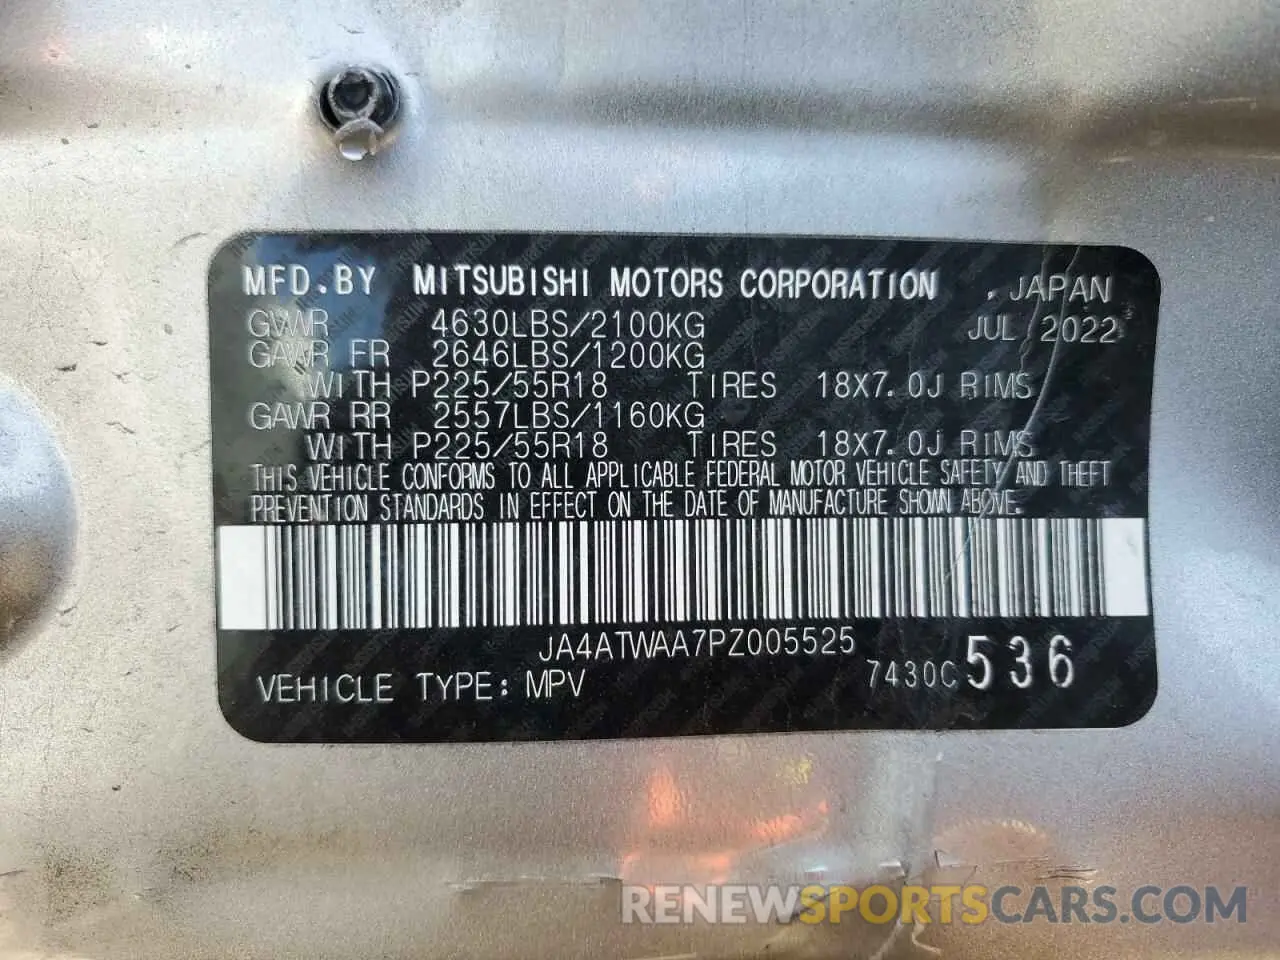 MFD.BY MITSUBISHI MOTORS CORPORATION .JAPAN
GVWR 4630LBS/2100KG JUL 2022
GAWR FR 2646LBS/1200KG
WITH P225/55R18 TIRES 18X7.0J RIMS
GAWR RR 2557LBS/1160KG
WITH P225/55R18 TIRES 18X7.0J RIMS
THIS VEHICLE CONFORMS TO ALL APPLICABLE FEDERAL MOTOR VEHICLE SAFETY AND THEFT
PREVENTION STANDARDS IN EFFECT ON THE DATE OF MANUFACTURE SHOWN ABOVE.
JA4ATWAA7PZ005525
VEHICLE TYPE: MPV 7430C 536
RENEWSPORTSCARS.COM